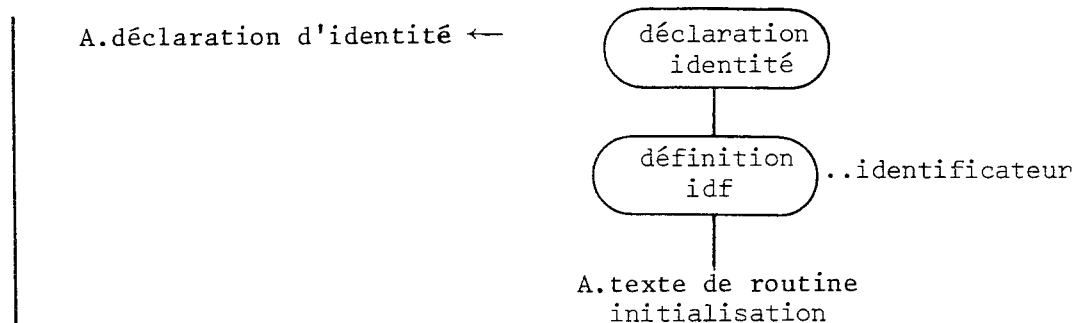 A.déclaration d'identité ←
déclaration
identité
définition
idf
..identificateur
A.texte de routine
initialisation